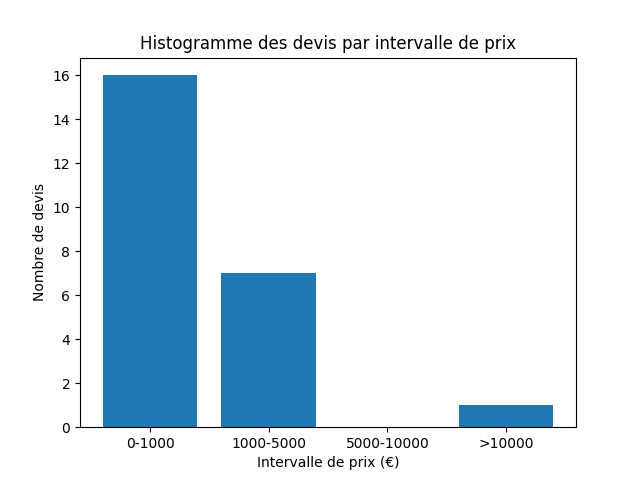 Histogramme des devis par intervalle de prix
16
14
12
10
8
6
4
2
0
Nombre de devis
0-1000 1000-5000 5000-10000 >10000
Intervalle de prix (€)